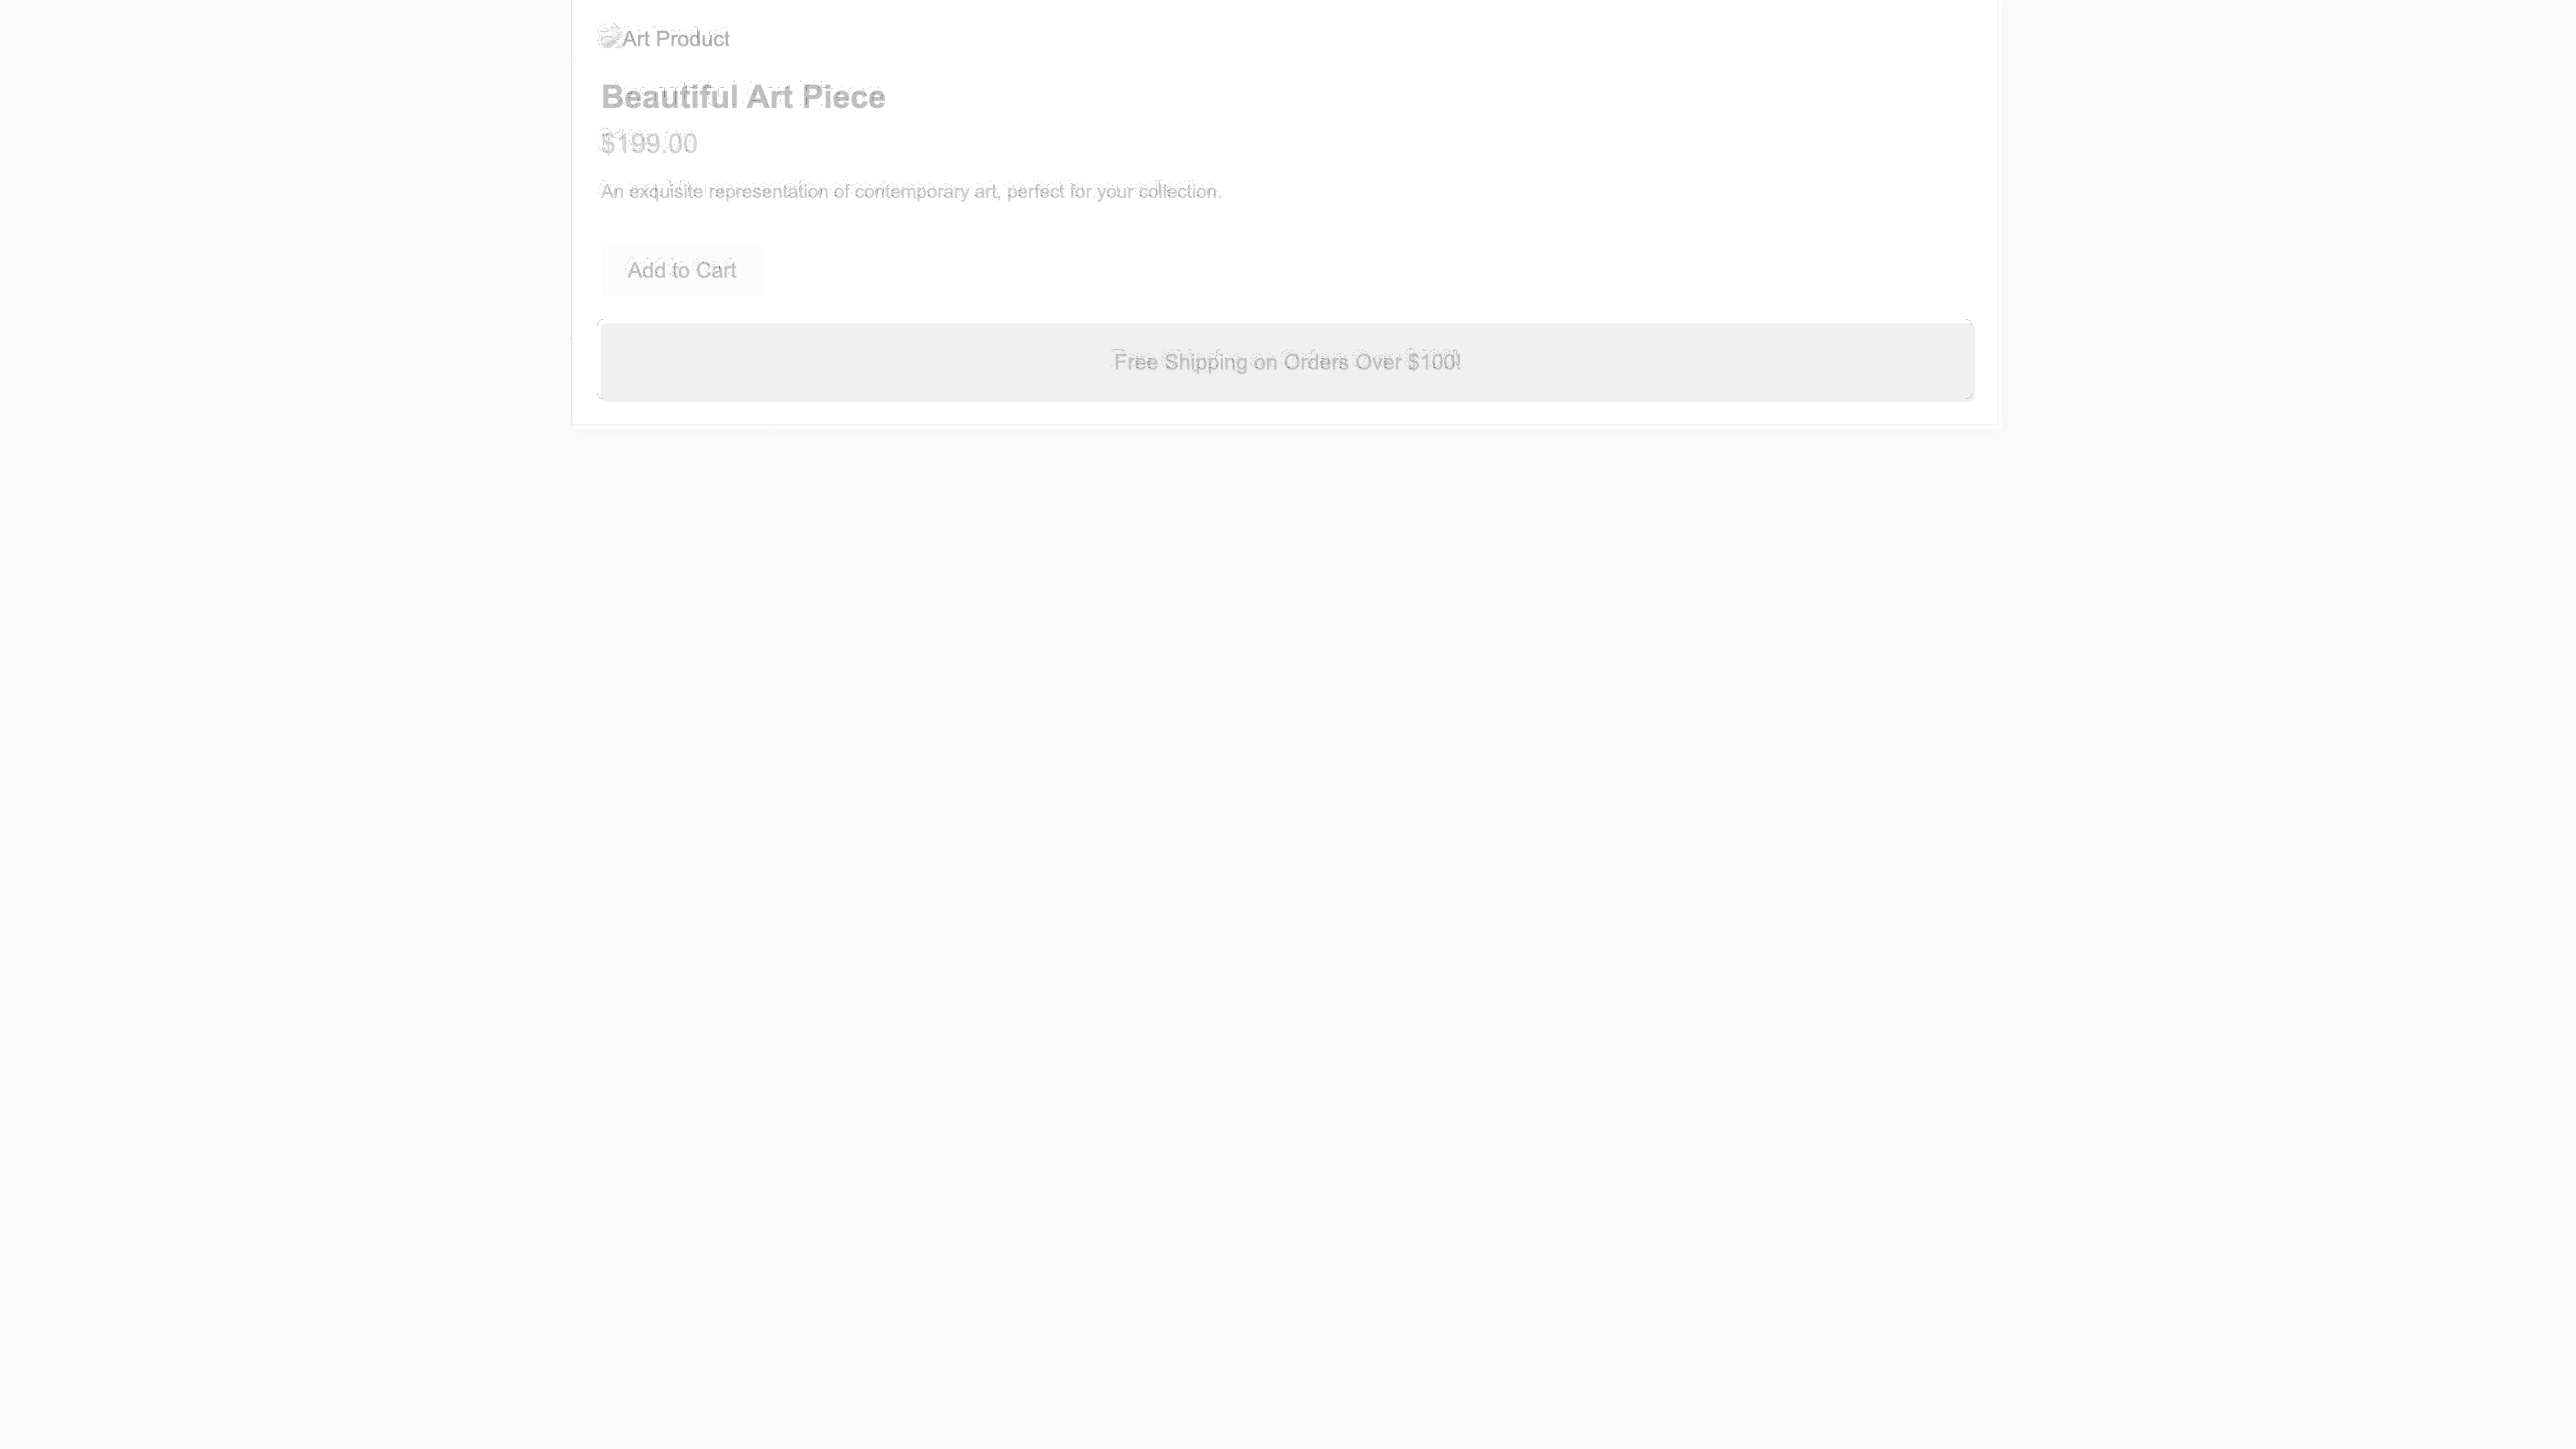 Art Product
Beautiful Art Piece
$199.00
An exquisite representation of contemporary art, perfect for your collection.
Add to Cart
Free Shipping on Orders Over $100!